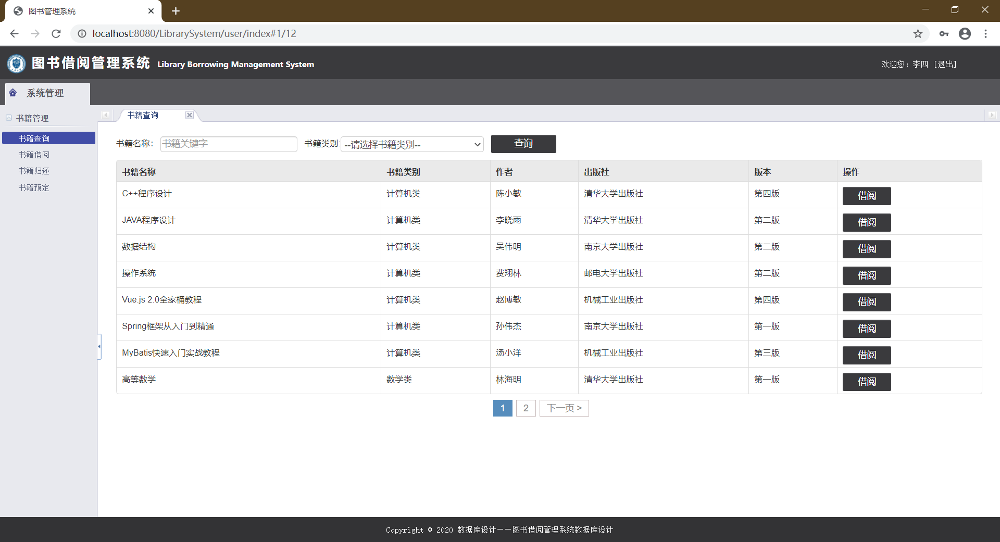 图书管理系统
localhost:8080/LibrarySystem/user/index#1/12
图书借阅管理系统 Library Borrowing Management System
欢迎您：李四 [退出]
系统管理
书籍管理
书籍查询
书籍借阅
书籍归还
书籍预定
书籍查询
书籍名称： 书籍关键字 书籍类别: --请选择书籍类别-- 查询
书籍名称 书籍类别 作者 出版社 版本 操作
C++程序设计 计算机类 陈小敏 清华大学出版社 第四版 借阅
JAVA程序设计 计算机类 李晓雨 清华大学出版社 第二版 借阅
数据结构 计算机类 吴伟明 南京大学出版社 第二版 借阅
操作系统 计算机类 费翔林 邮电大学出版社 第二版 借阅
Vue.js 2.0全家桶教程 计算机类 赵博敏 机械工业出版社 第四版 借阅
Spring框架从入门到精通 计算机类 孙伟杰 南京大学出版社 第一版 借阅
MyBatis快速入门实战教程 计算机类 汤小洋 机械工业出版社 第三版 借阅
高等数学 数学类 林海明 清华大学出版社 第一版 借阅
1 2 下一页 >
Copyright © 2020 数据库设计——图书借阅管理系统数据库设计